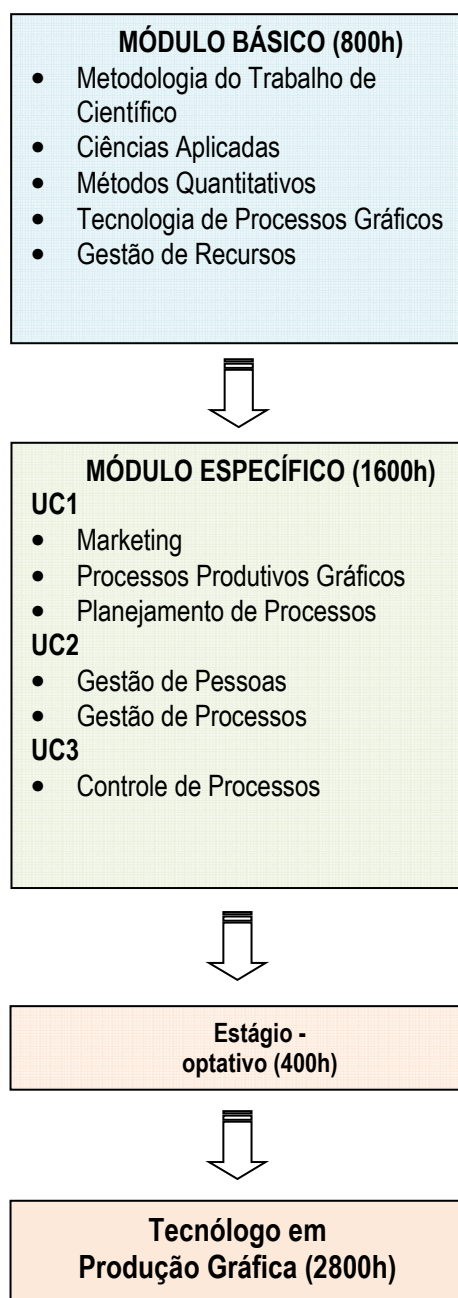 MÓDULO BÁSICO (800h)
• Metodologia do Trabalho de
Científico
• Ciências Aplicadas
• Métodos Quantitativos
• Tecnologia de Processos Gráficos
• Gestão de Recursos
MÓDULO ESPECÍFICO (1600h)
UC1
• Marketing
• Processos Produtivos Gráficos
• Planejamento de Processos
UC2
• Gestão de Pessoas
• Gestão de Processos
UC3
• Controle de Processos
Estágio -
optativo (400h)
Tecnólogo em
Produção Gráfica (2800h)